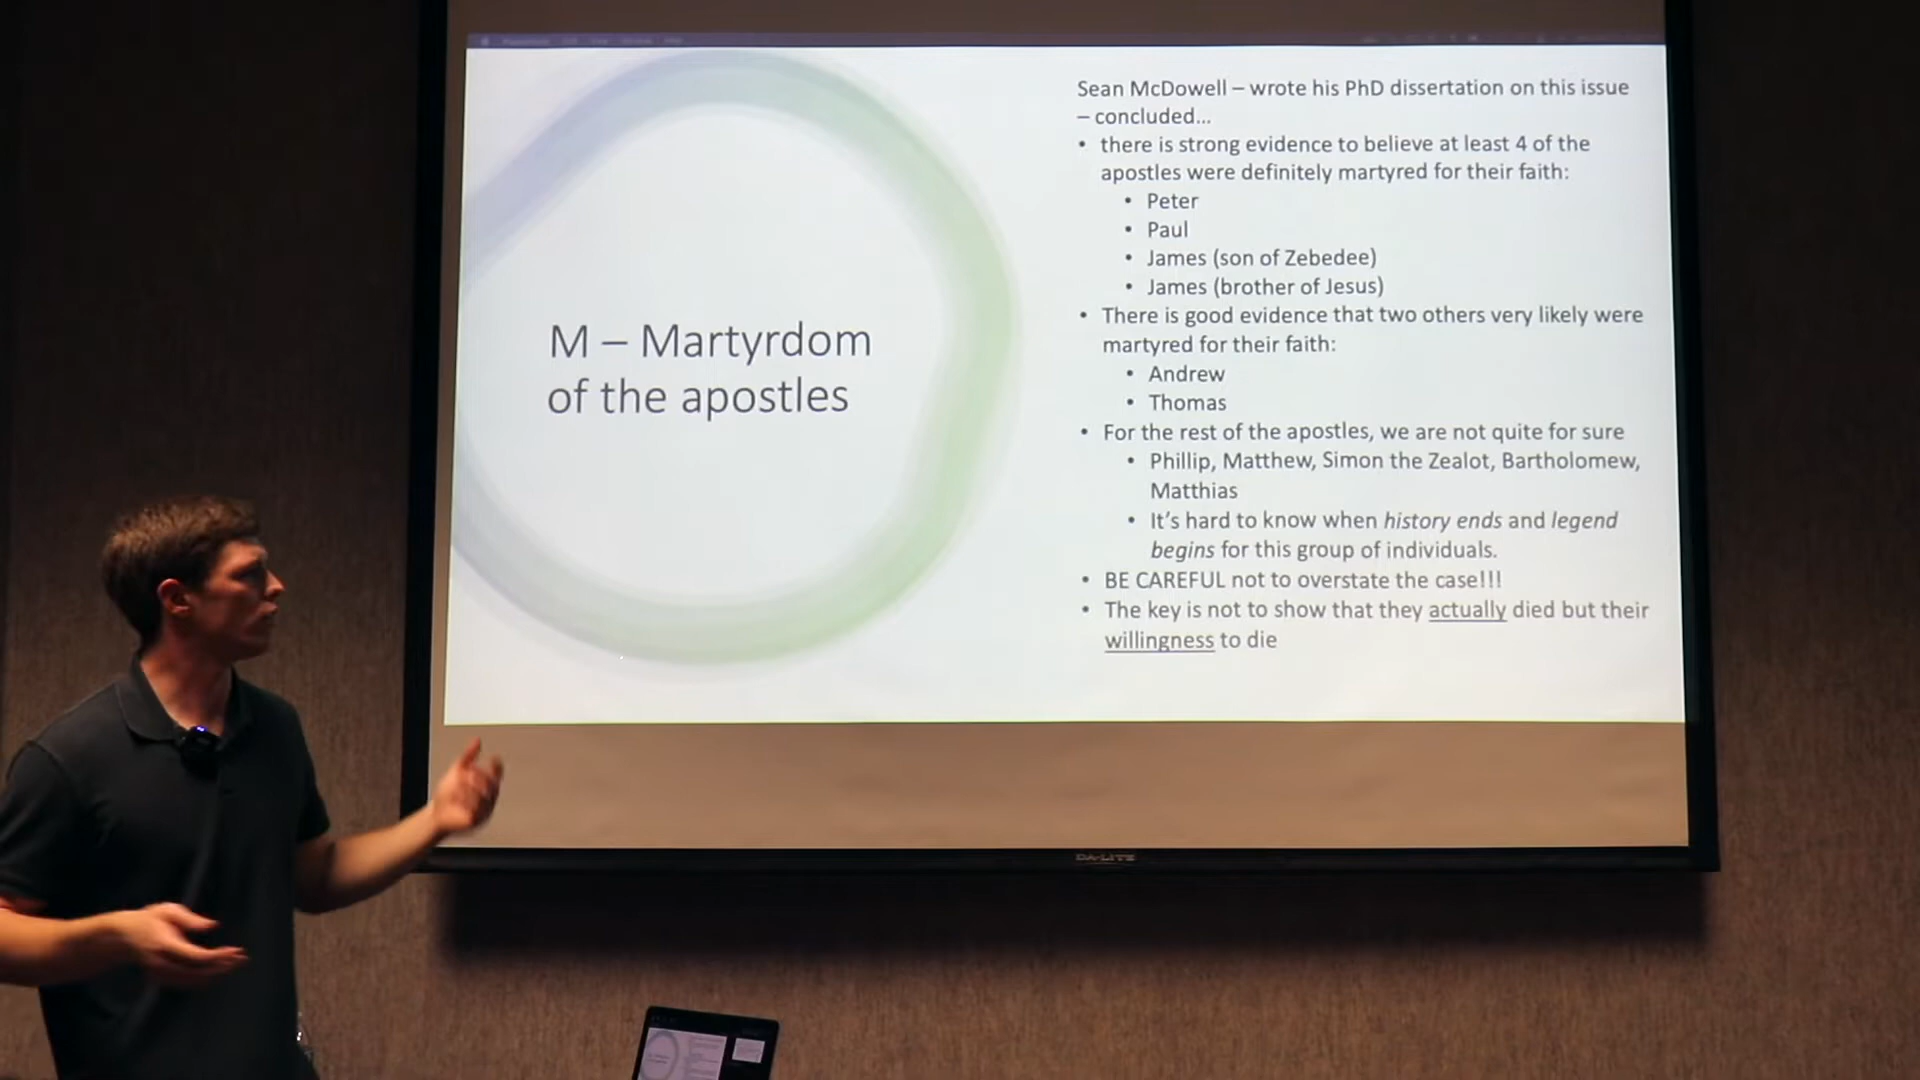 M – Martyrdom
of the apostles
Sean McDowell – wrote his PhD dissertation on this issue
– concluded...
• there is strong evidence to believe at least 4 of the
apostles were definitely martyred for their faith:
• Peter
• Paul
• James (son of Zebedee)
• James (brother of Jesus)
• There is good evidence that two others very likely were
martyred for their faith:
• Andrew
• Thomas
• For the rest of the apostles, we are not quite for sure
• Phillip, Matthew, Simon the Zealot, Bartholomew,
Matthias
• It's hard to know when history ends and legend
begins for this group of individuals.
• BE CAREFUL not to overstate the case!!!
• The key is not to show that they actually died but their
willingness to die
DA-LITE